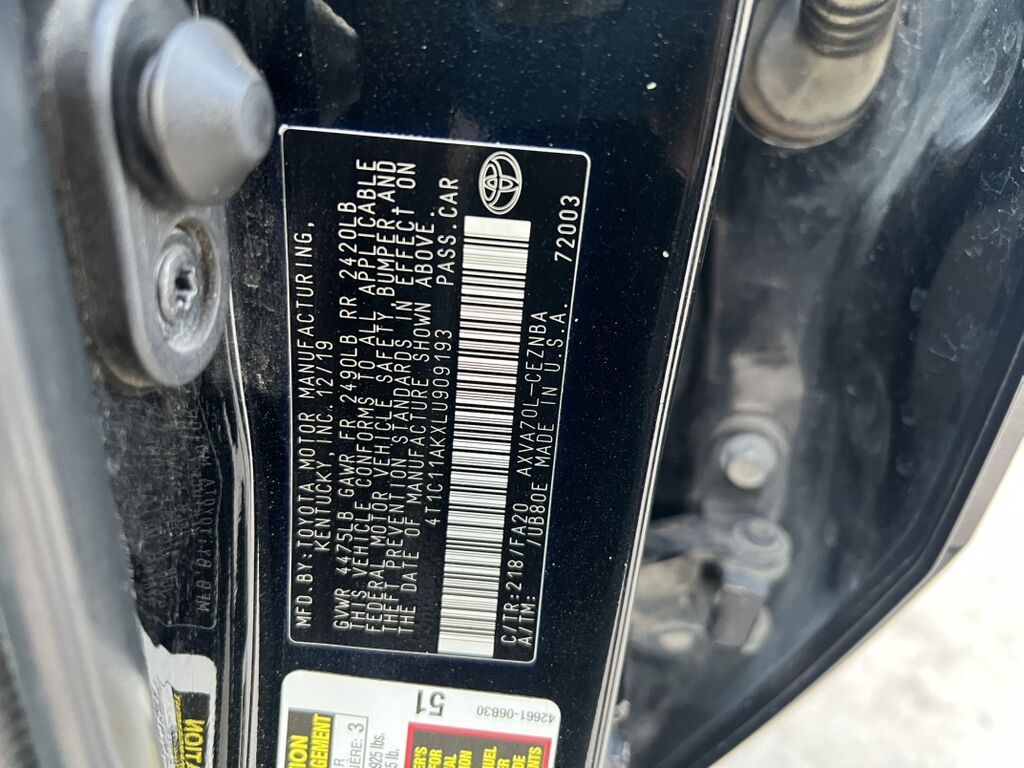 MFD.BY:TOYOTA MOTOR MANUFACTURING,
KENTUCKY, INC. 12/19
GVWR 4475LB GAWR FR 2490LB RR 2420LB
THIS VEHICLE CONFORMS TO ALL APPLICABLE
FEDERAL MOTOR VEHICLE SAFETY, BUMPER, AND
THEFT PREVENTION STANDARDS IN EFFECT ON
THE DATE OF MANUFACTURE SHOWN ABOVE.
4T1C11AKXLU909193 PASS.CAR
C/TR:218/FA20 AXVA70L-CEZNBA 72003
A/TM: /UB80E MADE IN U.S.A.
51
42661-06B30